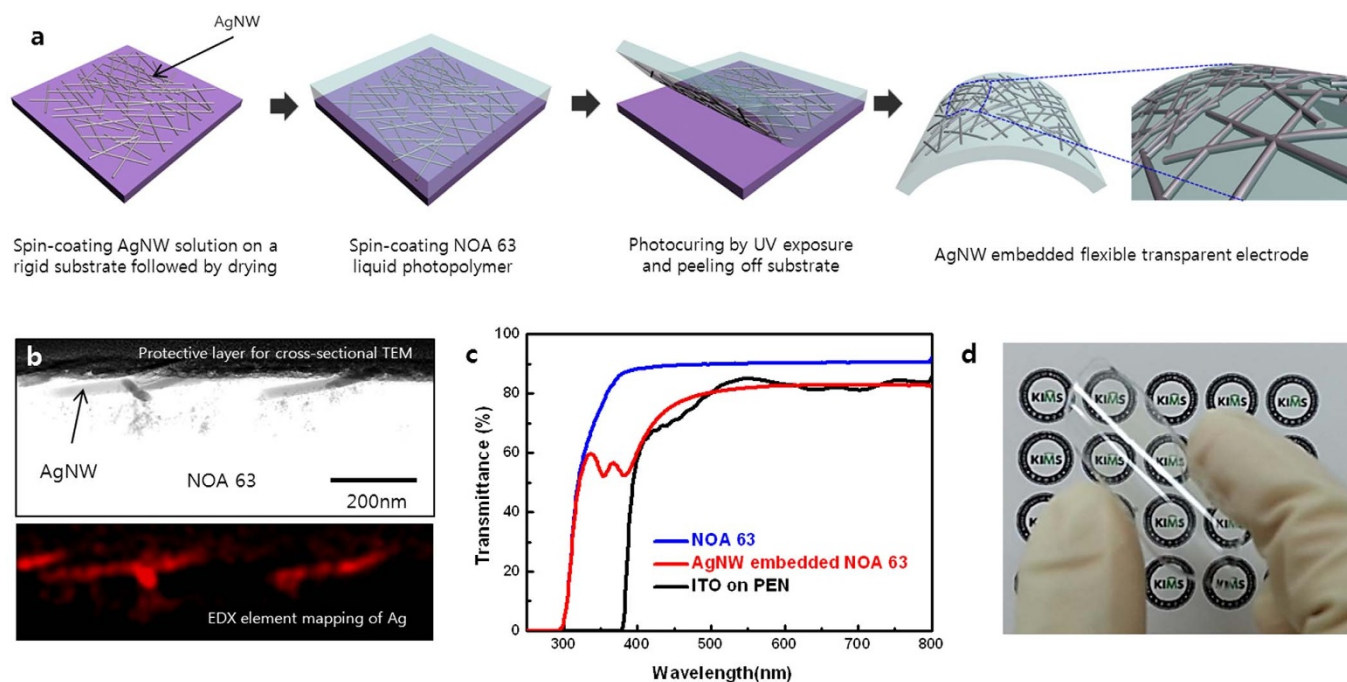 a
AgNW
Spin-coating AgNW solution on a
rigid substrate followed by drying
Spin-coating NOA 63
liquid photopolymer
Photocuring by UV exposure
and peeling off substrate
AgNW embedded flexible transparent electrode
b
Protective layer for cross-sectional TEM
AgNW
NOA 63
200nm
EDX element mapping of Ag
c
100
80
60
40
20
0
Transmittance (%)
NOA 63
AgNW embedded NOA 63
ITO on PEN
300
400
500
600
700
800
Wavelength(nm)
d
KIMS
KIMS
KIMS
KIMS
KIMS
KIMS
KIMS
KIMS
KIMS
KIMS
KIMS
KIMS
KIMS